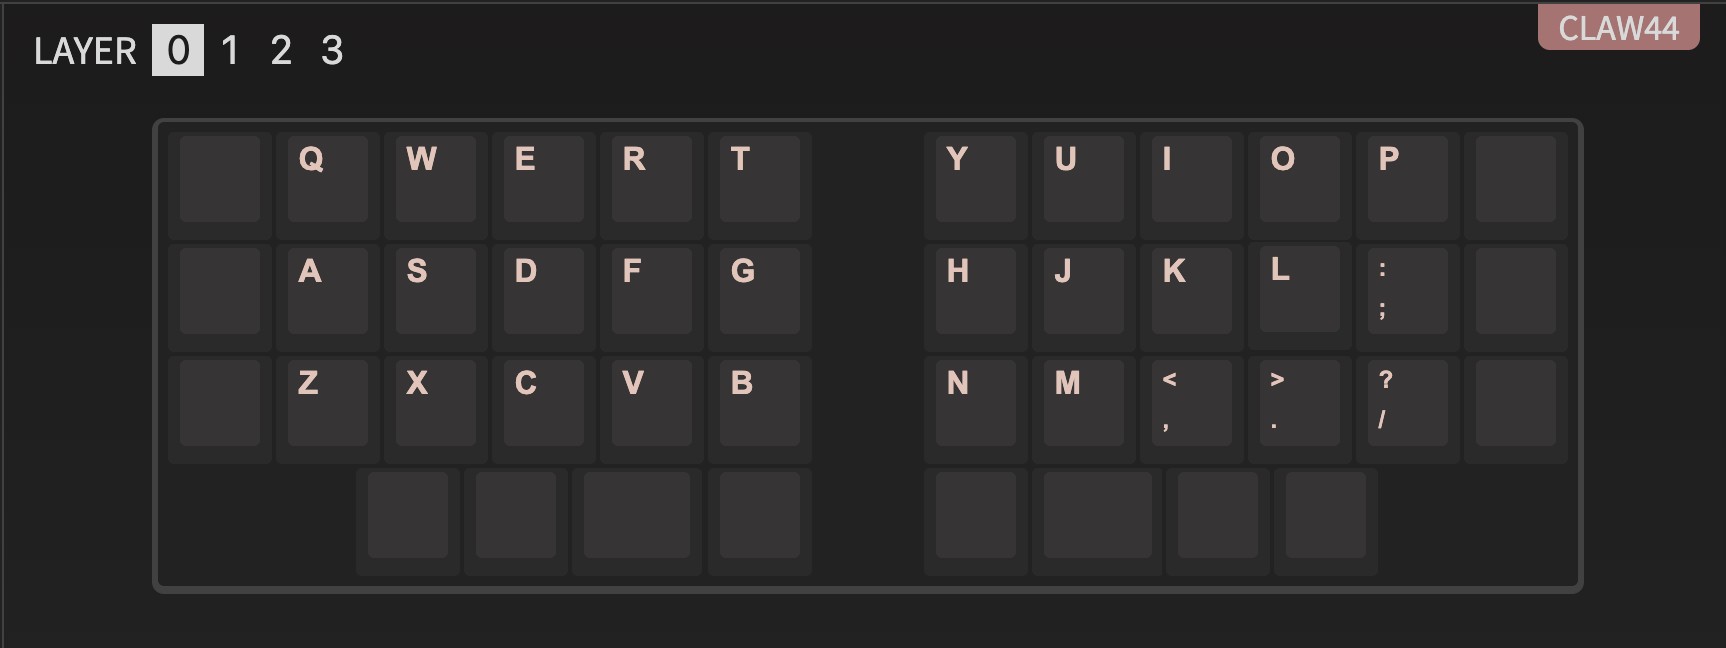 LAYER 0 1 2 3
CLAW44
Q W E R T Y U I O P
A S D F G H J K L :
;
Z X C V B N M < > ?
, . /